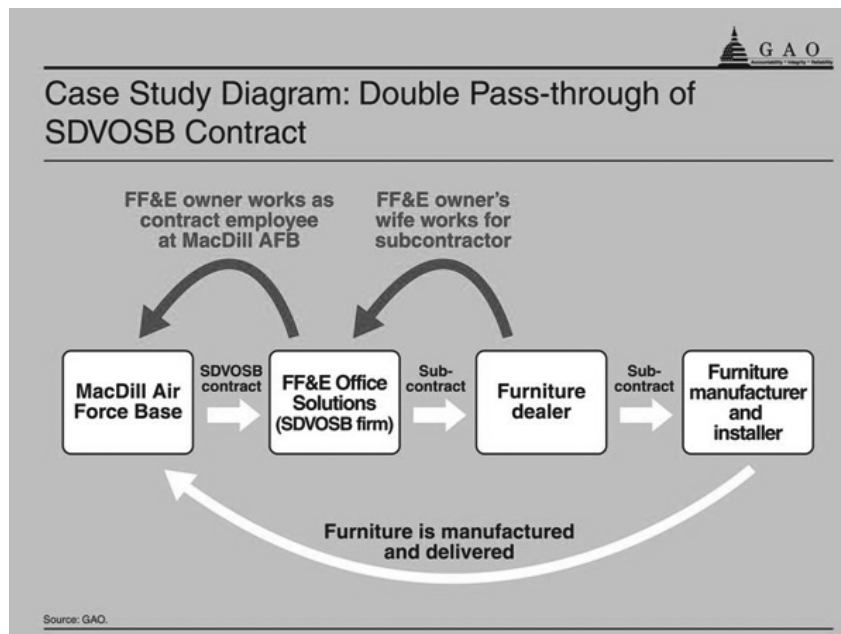 GAO
Accountability * Integrity * Reliability
Case Study Diagram: Double Pass-through of
SDVOSB Contract
FF&E owner works as
contract employee
at MacDill AFB
FF&E owner's
wife works for
subcontractor
MacDill Air
Force Base
SDVOSB
contract
FF&E Office
Solutions
(SDVOSB firm)
Sub-
contract
Furniture
dealer
Sub-
contract
Furniture
manufacturer
and
installer
Furniture is manufactured
and delivered
Source: GAO.